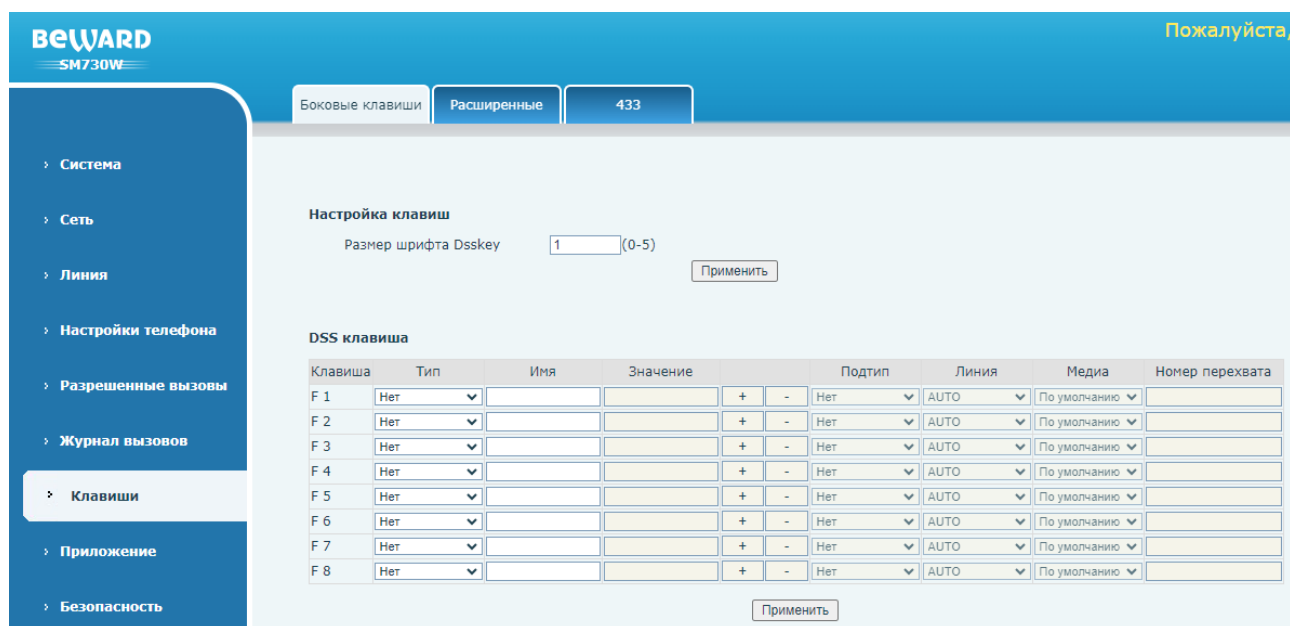 BEWARD
SM730W
Пожалуйста,
Боковые клавиши Расширенные 433
Система
Сеть
Линия
Настройки телефона
Разрешенные вызовы
Журнал вызовов
Клавиши
Приложение
Безопасность
Настройка клавиш
Размер шрифта Dsskey 1 (0-5)
Применить
DSS клавиша
Клавиша Тип Имя Значение Подтип Линия Медиа Номер перехвата
F 1 Нет + - Нет AUTO По умолчанию
F 2 Нет + - Нет AUTO По умолчанию
F 3 Нет + - Нет AUTO По умолчанию
F 4 Нет + - Нет AUTO По умолчанию
F 5 Нет + - Нет AUTO По умолчанию
F 6 Нет + - Нет AUTO По умолчанию
F 7 Нет + - Нет AUTO По умолчанию
F 8 Нет + - Нет AUTO По умолчанию
Применить